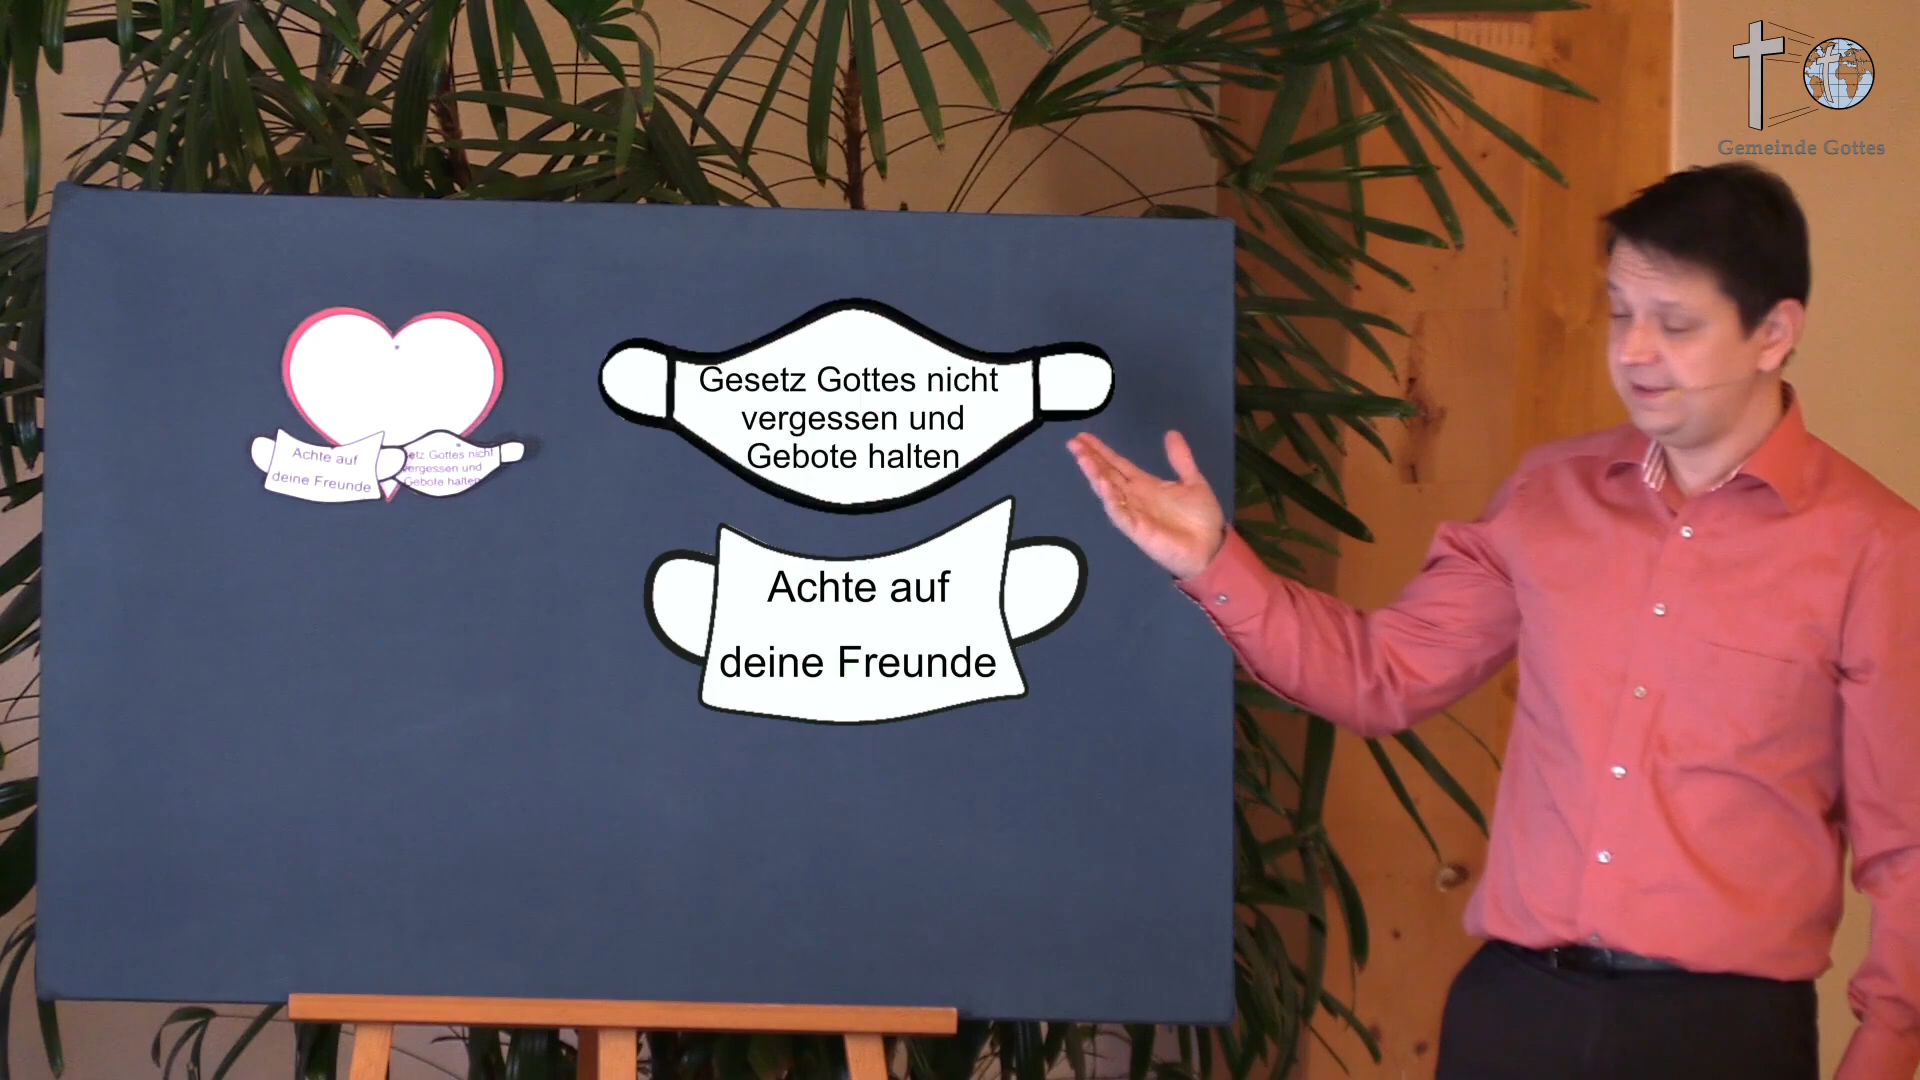 Gemeinde Gottes
Gesetz Gottes nicht
vergessen und
Gebote halten
Achte auf
deine Freunde
Achte auf
deine Freunde
Gottes nicht
vergessen und
Gebote halten